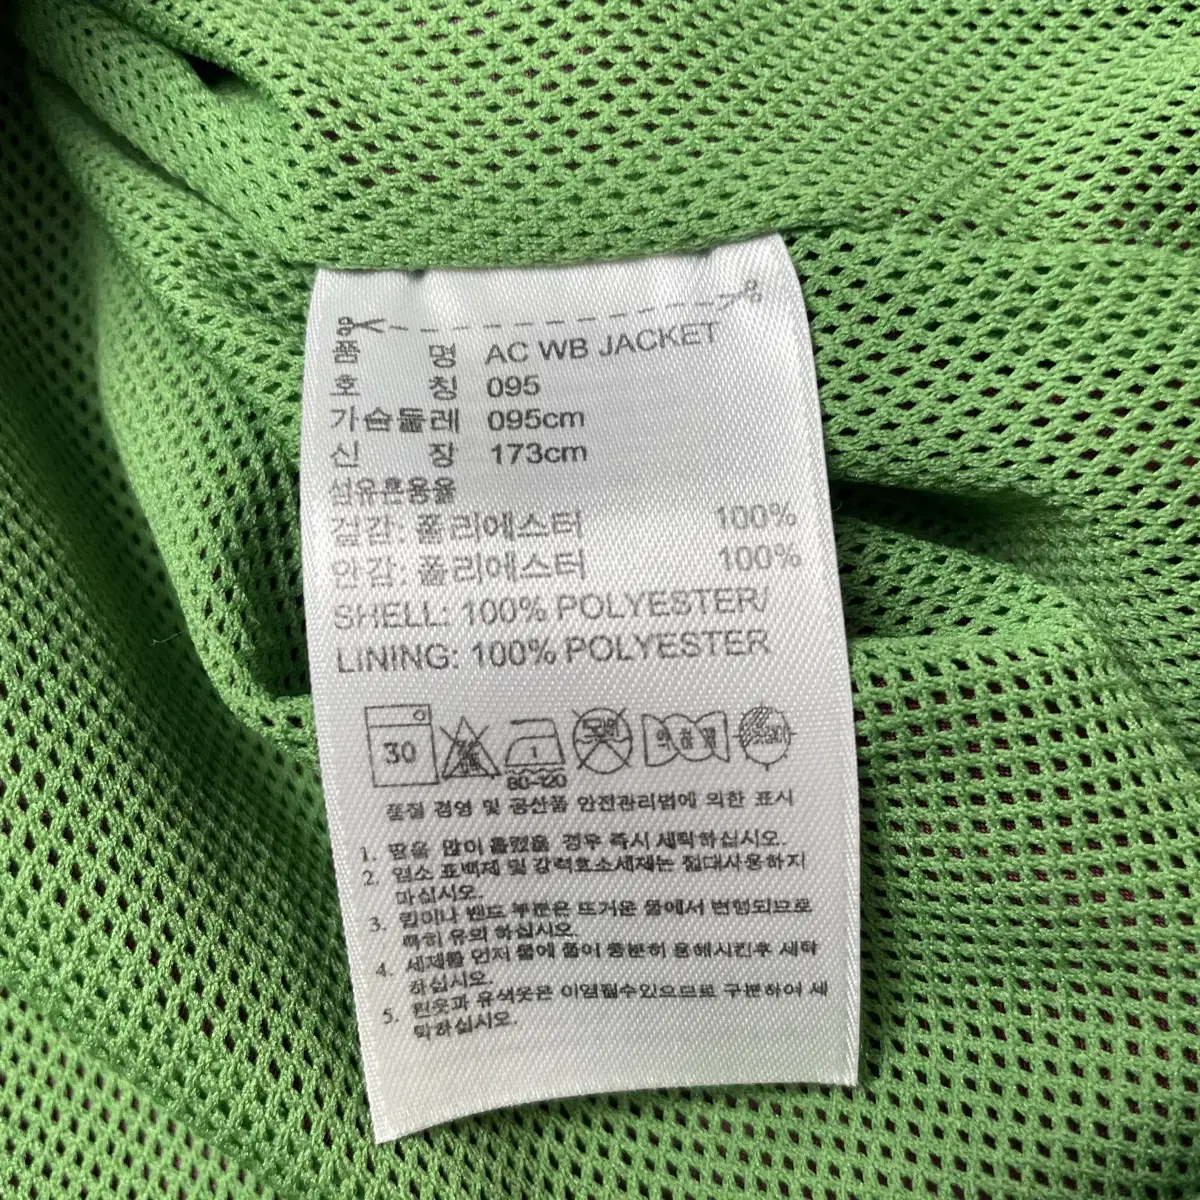 품 명 AC WB JACKET
호 칭 095
가슴둘레 095cm
신 장 173cm
섬유혼용율
겉감: 폴리에스터 100%
안감: 폴리에스터 100%
SHELL: 100% POLYESTER/
LINING: 100% POLYESTER
30
80-120
품질 경영 및 공산품 안전관리법에 의한 표시
1. 땀을 많이 흘렸을 경우 즉시 세탁하십시오.
2. 염소 표백제 및 강력효소세제는 절대사용하지
마십시오.
3. 립이나 밴드 부분은 뜨거운 물에서 변형되므로
특히 유의 하십시오.
4. 세제를 먼저 물에 풀어 충분히 용해시킨후 세탁
하십시오.
5. 흰옷과 유색옷은 이염될수있으므로 구분하여 세
탁하십시오.